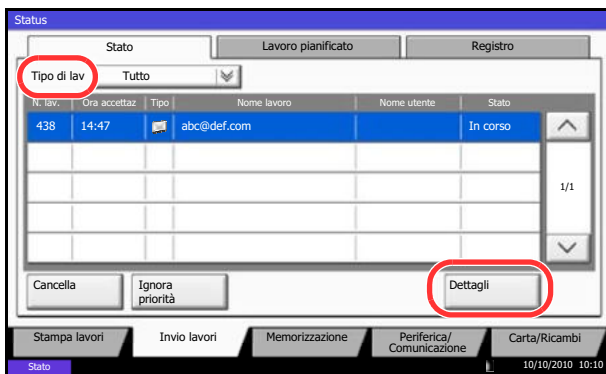 Status
Stato Lavoro pianificato Registro
Tipo di lav Tutto
N. lav. Ora accettaz Tipo Nome lavoro Nome utente Stato
438 14:47 abc@def.com In corso
1/1
Cancella Ignora priorità Dettagli
Stampa lavori Invio lavori Memorizzazione Periferica/ Comunicazione Carta/Ricambi
Stato 10/10/2010 10:10